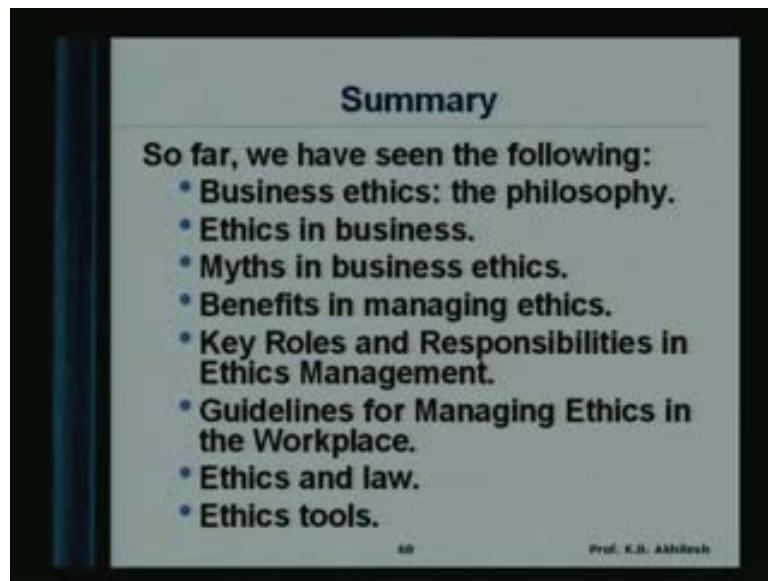 Summary
So far, we have seen the following:
• Business ethics: the philosophy.
• Ethics in business.
• Myths in business ethics.
• Benefits in managing ethics.
• Key Roles and Responsibilities in
Ethics Management.
• Guidelines for Managing Ethics in
the Workplace.
• Ethics and law.
• Ethics tools.
60 Prof. K.B. Akhilesh